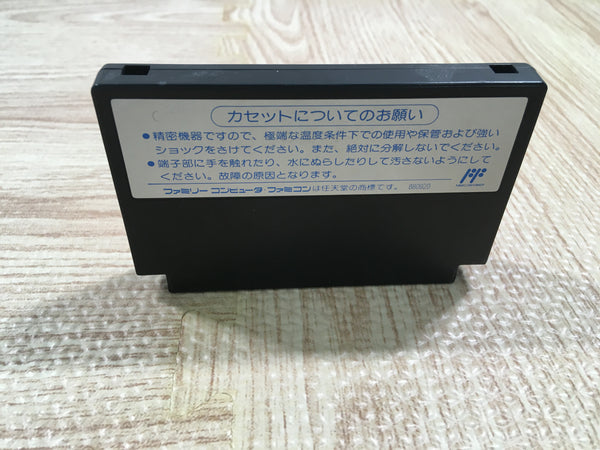 カセットについてのお願い
●精密機器ですので、極端な温度条件下での使用や保管および強い
ショックをさけてください。また、絶対に分解しないでください。
●端子部に手を触れたり、水にぬらしたりして汚さないようにして
ください。故障の原因となります。
ファミリー コンピュータ・ファミコンは任天堂の商標です。 880920